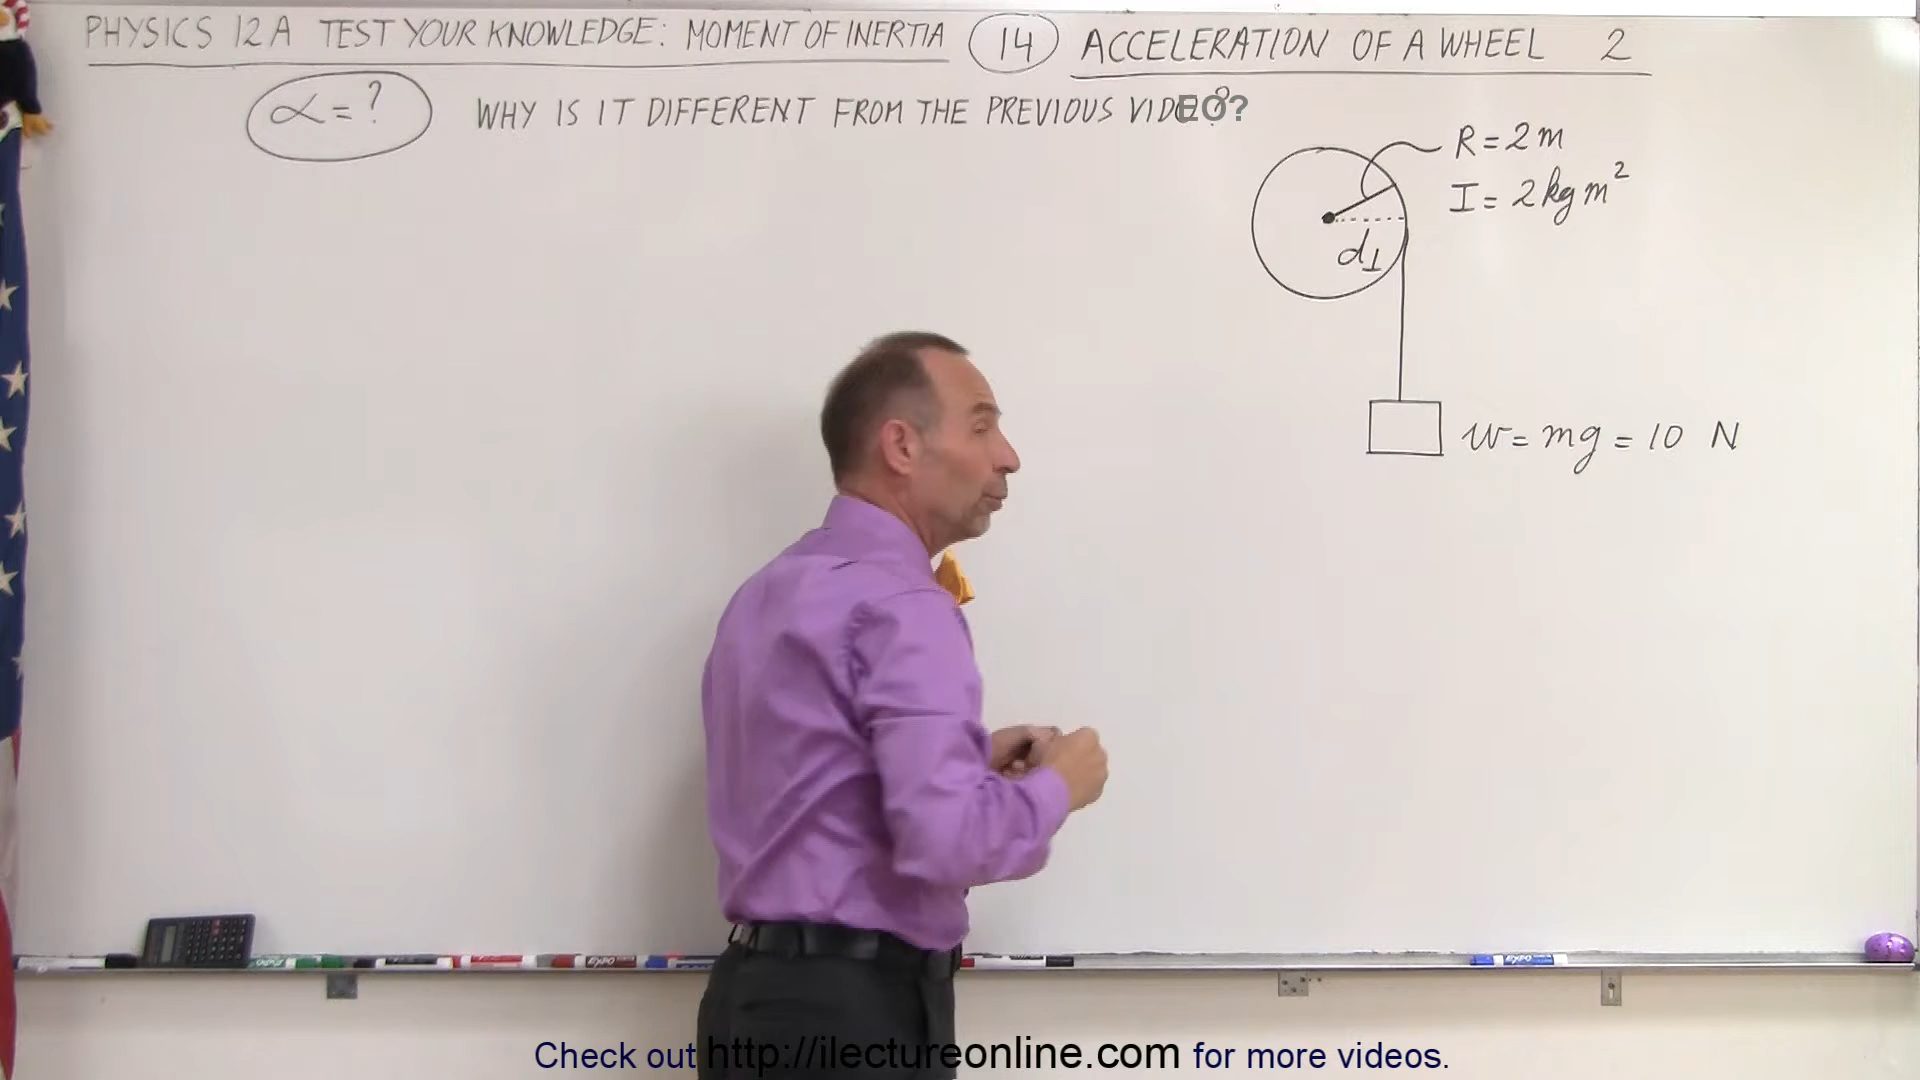 PHYSICS 12A TEST YOUR KNOWLEDGE: MOMENT OF INERTIA 14 ACCELERATION OF A WHEEL 2
α = ? WHY IS IT DIFFERENT FROM THE PREVIOUS VIDEO?
R = 2 m
I = 2 kg m²
d⊥
W = mg = 10 N
Check out http://ilectureonline.com for more videos.